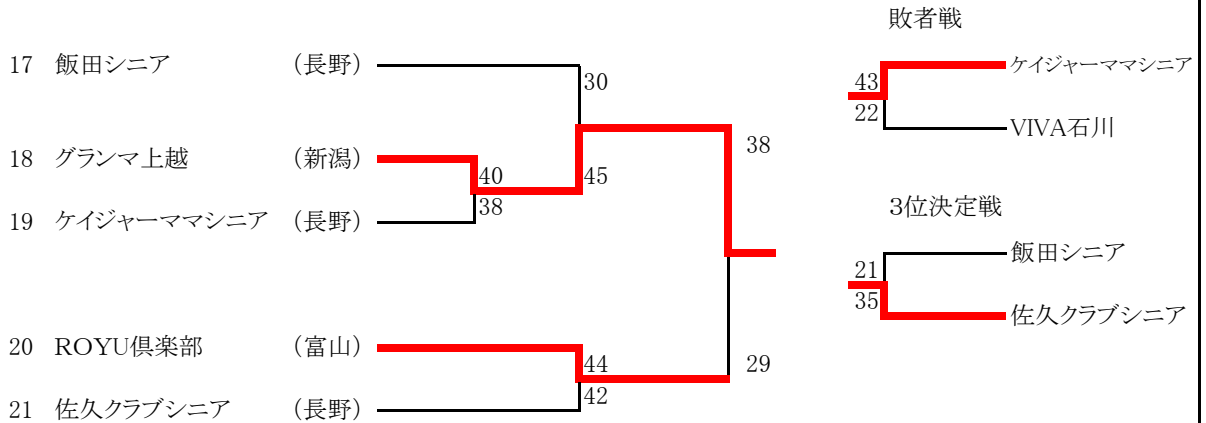 敗者戦
17 飯田シニア (長野)
30
43 ケイジャーママシニア
22 VIVA石川
38
18 グランマ上越 (新潟)
40
45
38
19 ケイジャーママシニア (長野)
3位決定戦
飯田シニア
21
35
佐久クラブシニア
20 ROYU倶楽部 (富山)
44
29
42
21 佐久クラブシニア (長野)